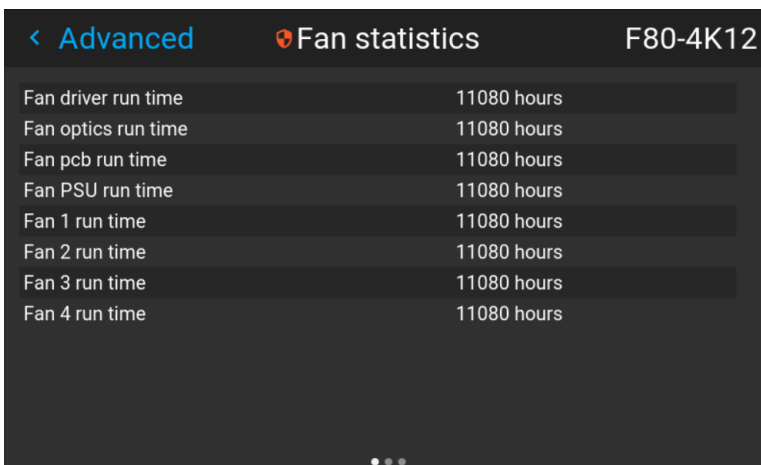 < Advanced Fan statistics F80-4K12
Fan driver run time 11080 hours
Fan optics run time 11080 hours
Fan pcb run time 11080 hours
Fan PSU run time 11080 hours
Fan 1 run time 11080 hours
Fan 2 run time 11080 hours
Fan 3 run time 11080 hours
Fan 4 run time 11080 hours